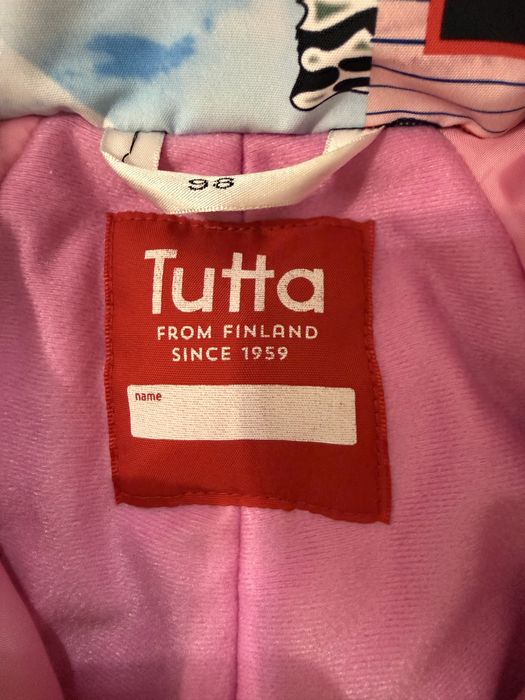 98
Tutta
FROM FINLAND
SINCE 1959
name